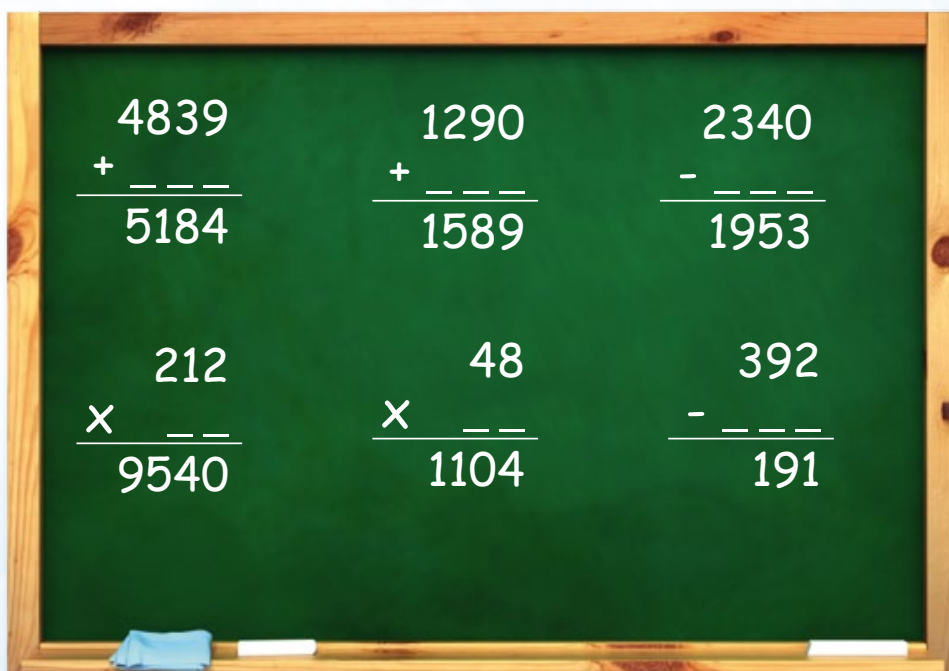 4839
+ _ _ _
5184
1290
+ _ _ _
1589
2340
- _ _ _
1953
212
x _ _
9540
48
x _ _
1104
392
- _ _ _
191